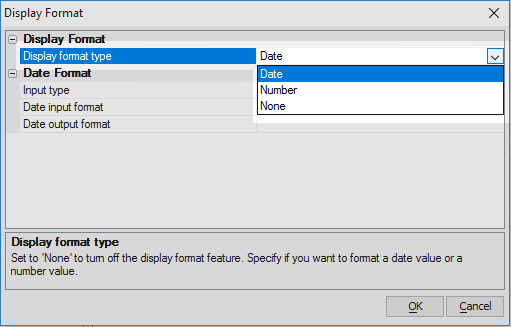 Display Format
Display Format
Display format type Date
Date Format Date
Input type Number
Date input format None
Date output format
Display format type
Set to 'None' to turn off the display format feature. Specify if you want to format a date value or a
number value.
OK Cancel